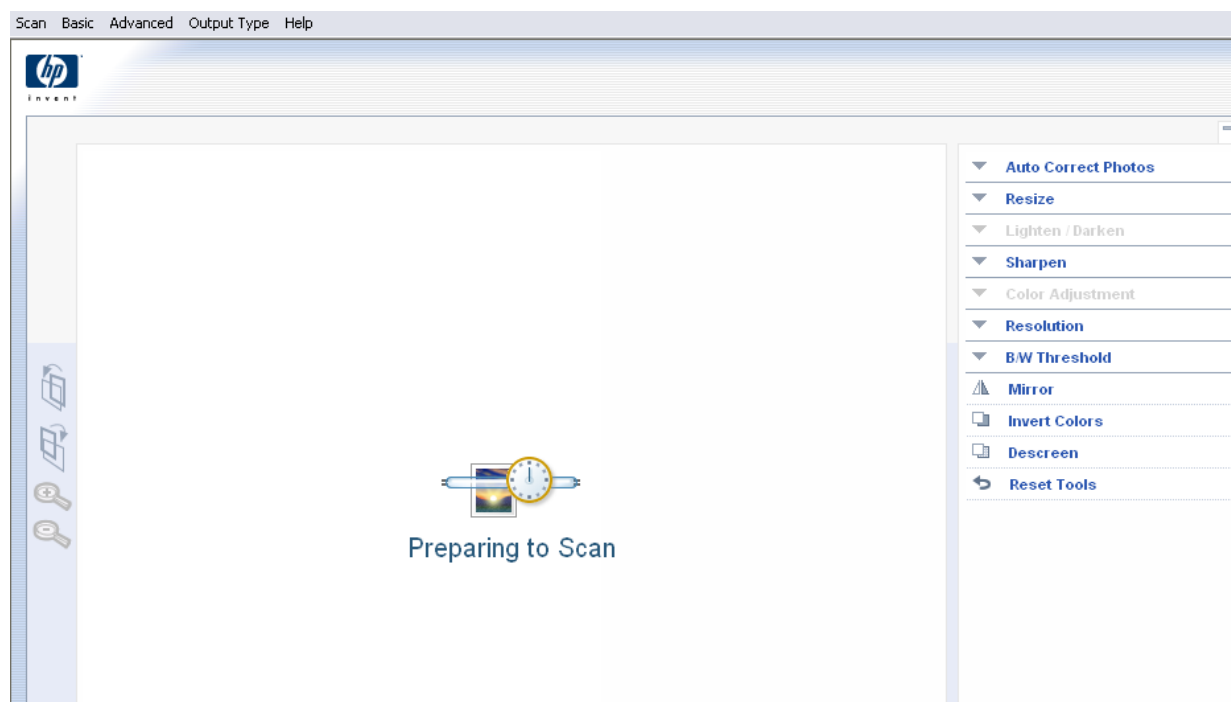 Scan Basic Advanced Output Type Help
hp
invent
Auto Correct Photos
Resize
Lighten / Darken
Sharpen
Color Adjustment
Resolution
B/W Threshold
Mirror
Invert Colors
Descreen
Reset Tools
Preparing to Scan